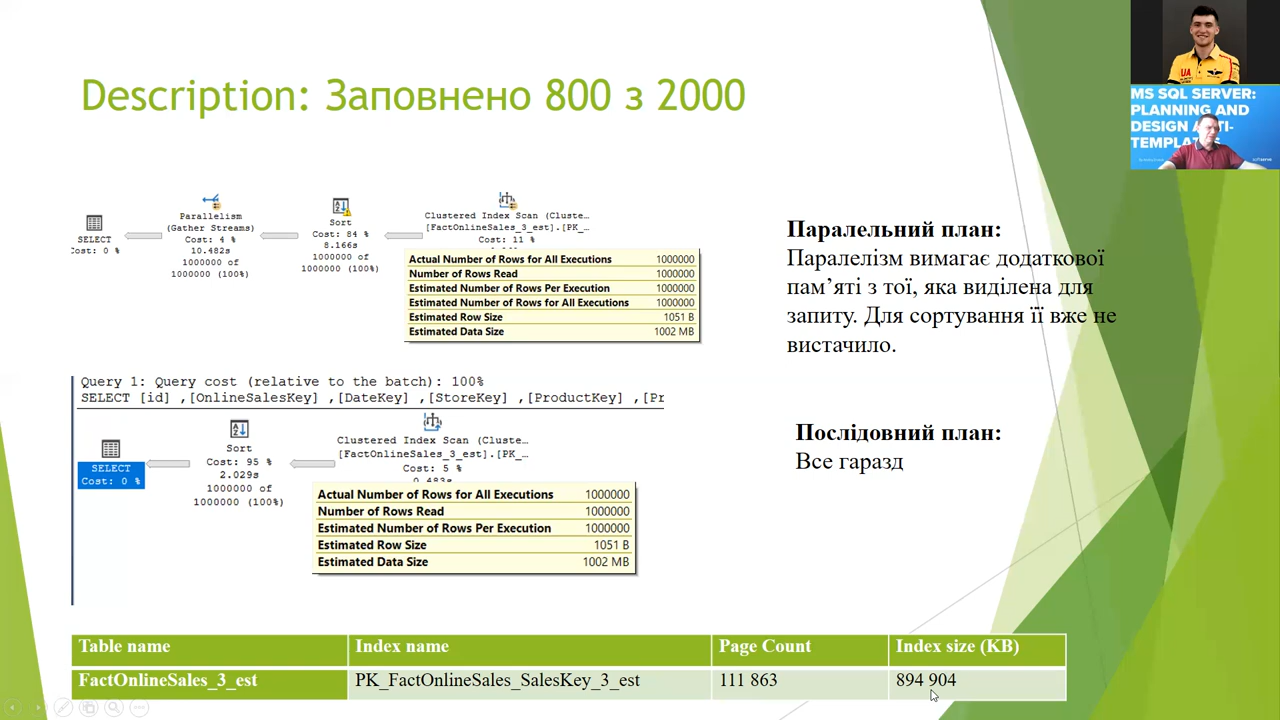 Description: Заповнено 800 з 2000
UA
MS SQL SERVER:
PLANNING AND
DESIGN ANTI-
TEMPLATES
SELECT
Cost: 0 %
Parallelism
(Gather Streams)
Cost: 4 %
10.482s
1000000 of
1000000 (100%)
Sort
Cost: 84 %
8.166s
1000000 of
1000000 (100%)
Clustered Index Scan (Cluste…
[FactOnlineSales_3_est].[PK_…
Cost: 11 %
Actual Number of Rows for All Executions 1000000
Number of Rows Read 1000000
Estimated Number of Rows Per Execution 1000000
Estimated Number of Rows for All Executions 1000000
Estimated Row Size 1051 B
Estimated Data Size 1002 MB
Паралельний план:
Паралелізм вимагає додаткової
пам’яті з тої, яка виділена для
запиту. Для сортування її вже не
вистачило.
Query 1: Query cost (relative to the batch): 100%
SELECT [id] ,[OnlineSalesKey] ,[DateKey] ,[StoreKey] ,[ProductKey] ,[Pr
SELECT
Cost: 0 %
Sort
Cost: 95 %
2.029s
1000000 of
1000000 (100%)
Clustered Index Scan (Cluste…
[FactOnlineSales_3_est].[PK_…
Cost: 5 %
0.483s
Actual Number of Rows for All Executions 1000000
Number of Rows Read 1000000
Estimated Number of Rows Per Execution 1000000
Estimated Row Size 1051 B
Estimated Data Size 1002 MB
Послідовний план:
Все гаразд
Table name Index name Page Count Index size (KB)
FactOnlineSales_3_est PK_FactOnlineSales_SalesKey_3_est 111 863 894 904